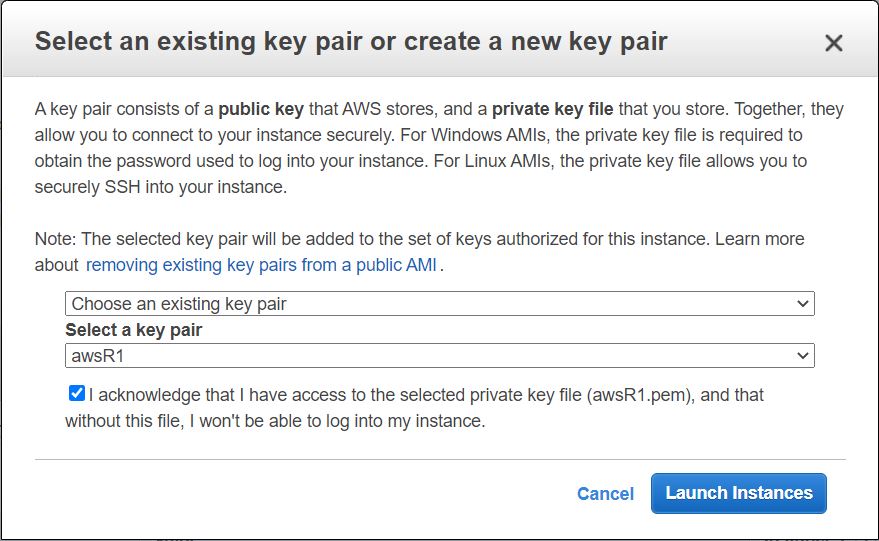 Select an existing key pair or create a new key pair
A key pair consists of a public key that AWS stores, and a private key file that you store. Together, they
allow you to connect to your instance securely. For Windows AMIs, the private key file is required to
obtain the password used to log into your instance. For Linux AMIs, the private key file allows you to
securely SSH into your instance.
Note: The selected key pair will be added to the set of keys authorized for this instance. Learn more
about removing existing key pairs from a public AMI .
Choose an existing key pair
Select a key pair
awsR1
I acknowledge that I have access to the selected private key file (awsR1.pem), and that
without this file, I won't be able to log into my instance.
Cancel Launch Instances